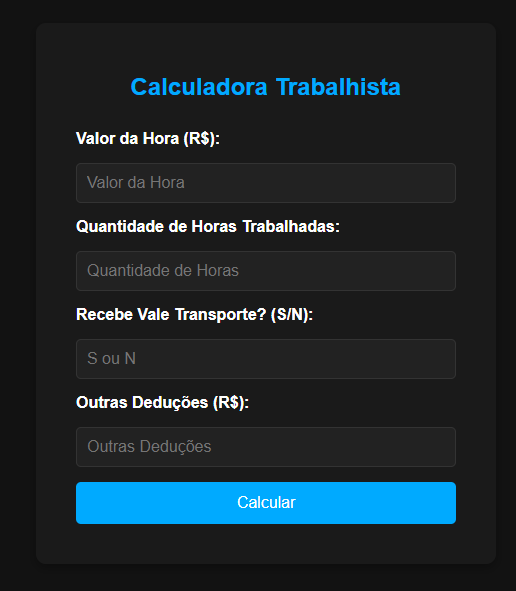 Calculadora Trabalhista
Valor da Hora (R$):
Valor da Hora
Quantidade de Horas Trabalhadas:
Quantidade de Horas
Recebe Vale Transporte? (S/N):
S ou N
Outras Deduções (R$):
Outras Deduções
Calcular